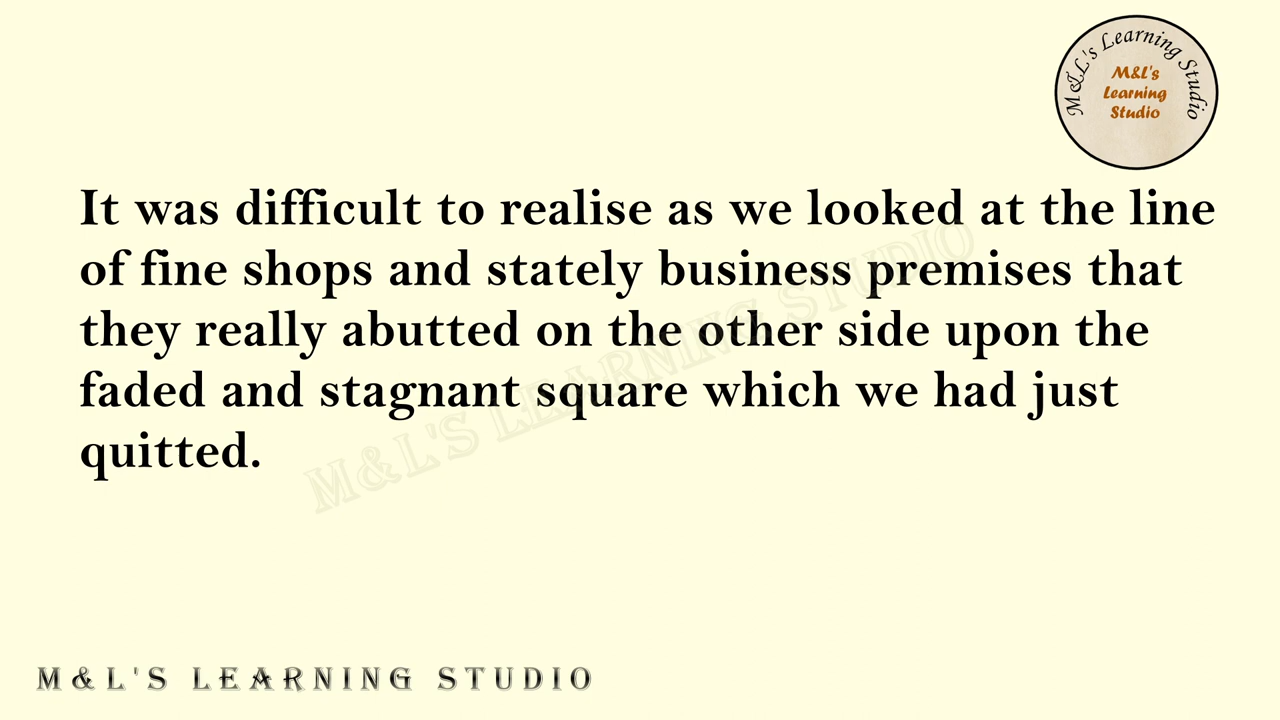 M&L's Learning Studio
M&L's
Learning
Studio
It was difficult to realise as we looked at the line
of fine shops and stately business premises that
they really abutted on the other side upon the
faded and stagnant square which we had just
quitted.
M&L'S LEARNING STUDIO
M&L'S LEARNING STUDIO